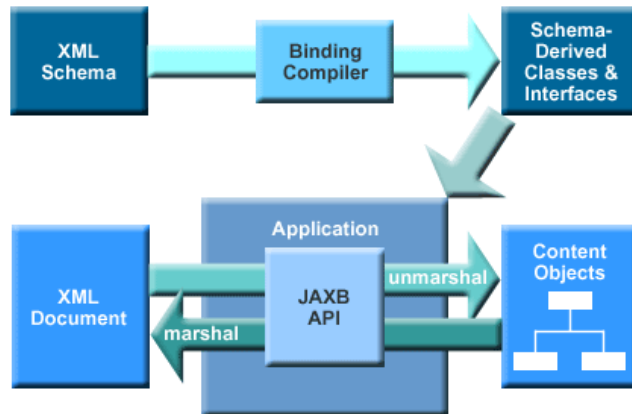 XML
Schema
Binding
Compiler
Schema-
Derived
Classes &
Interfaces
Application
XML
Document
JAXB
API
unmarshal
marshal
Content
Objects